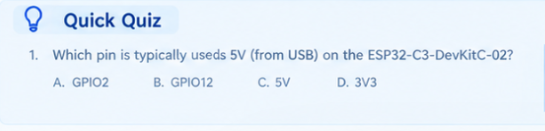 Quick Quiz
1. Which pin is typically useds 5V (from USB) on the ESP32-C3-DevKitC-02?
A. GPIO2 B. GPIO12 C. 5V D. 3V3